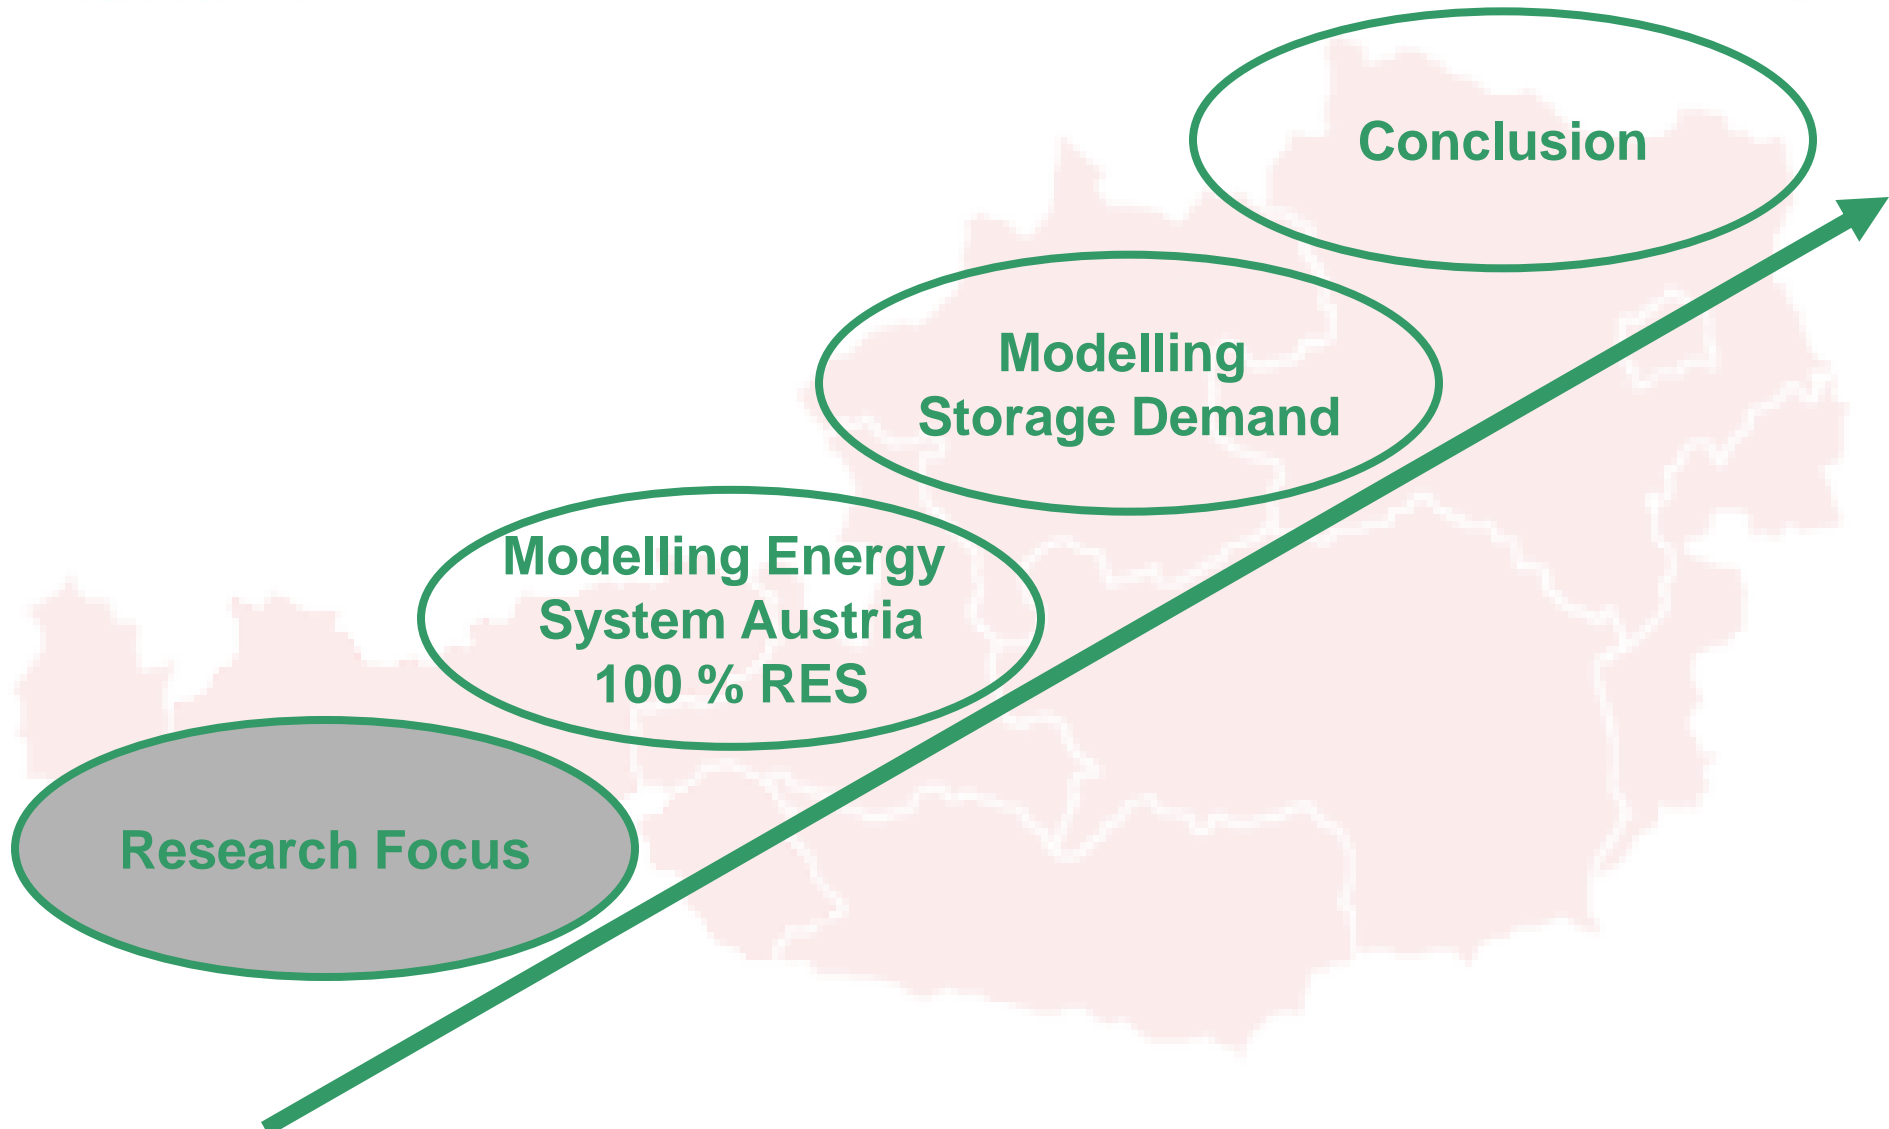 Conclusion
Modelling
Storage Demand
Modelling Energy
System Austria
100 % RES
Research Focus